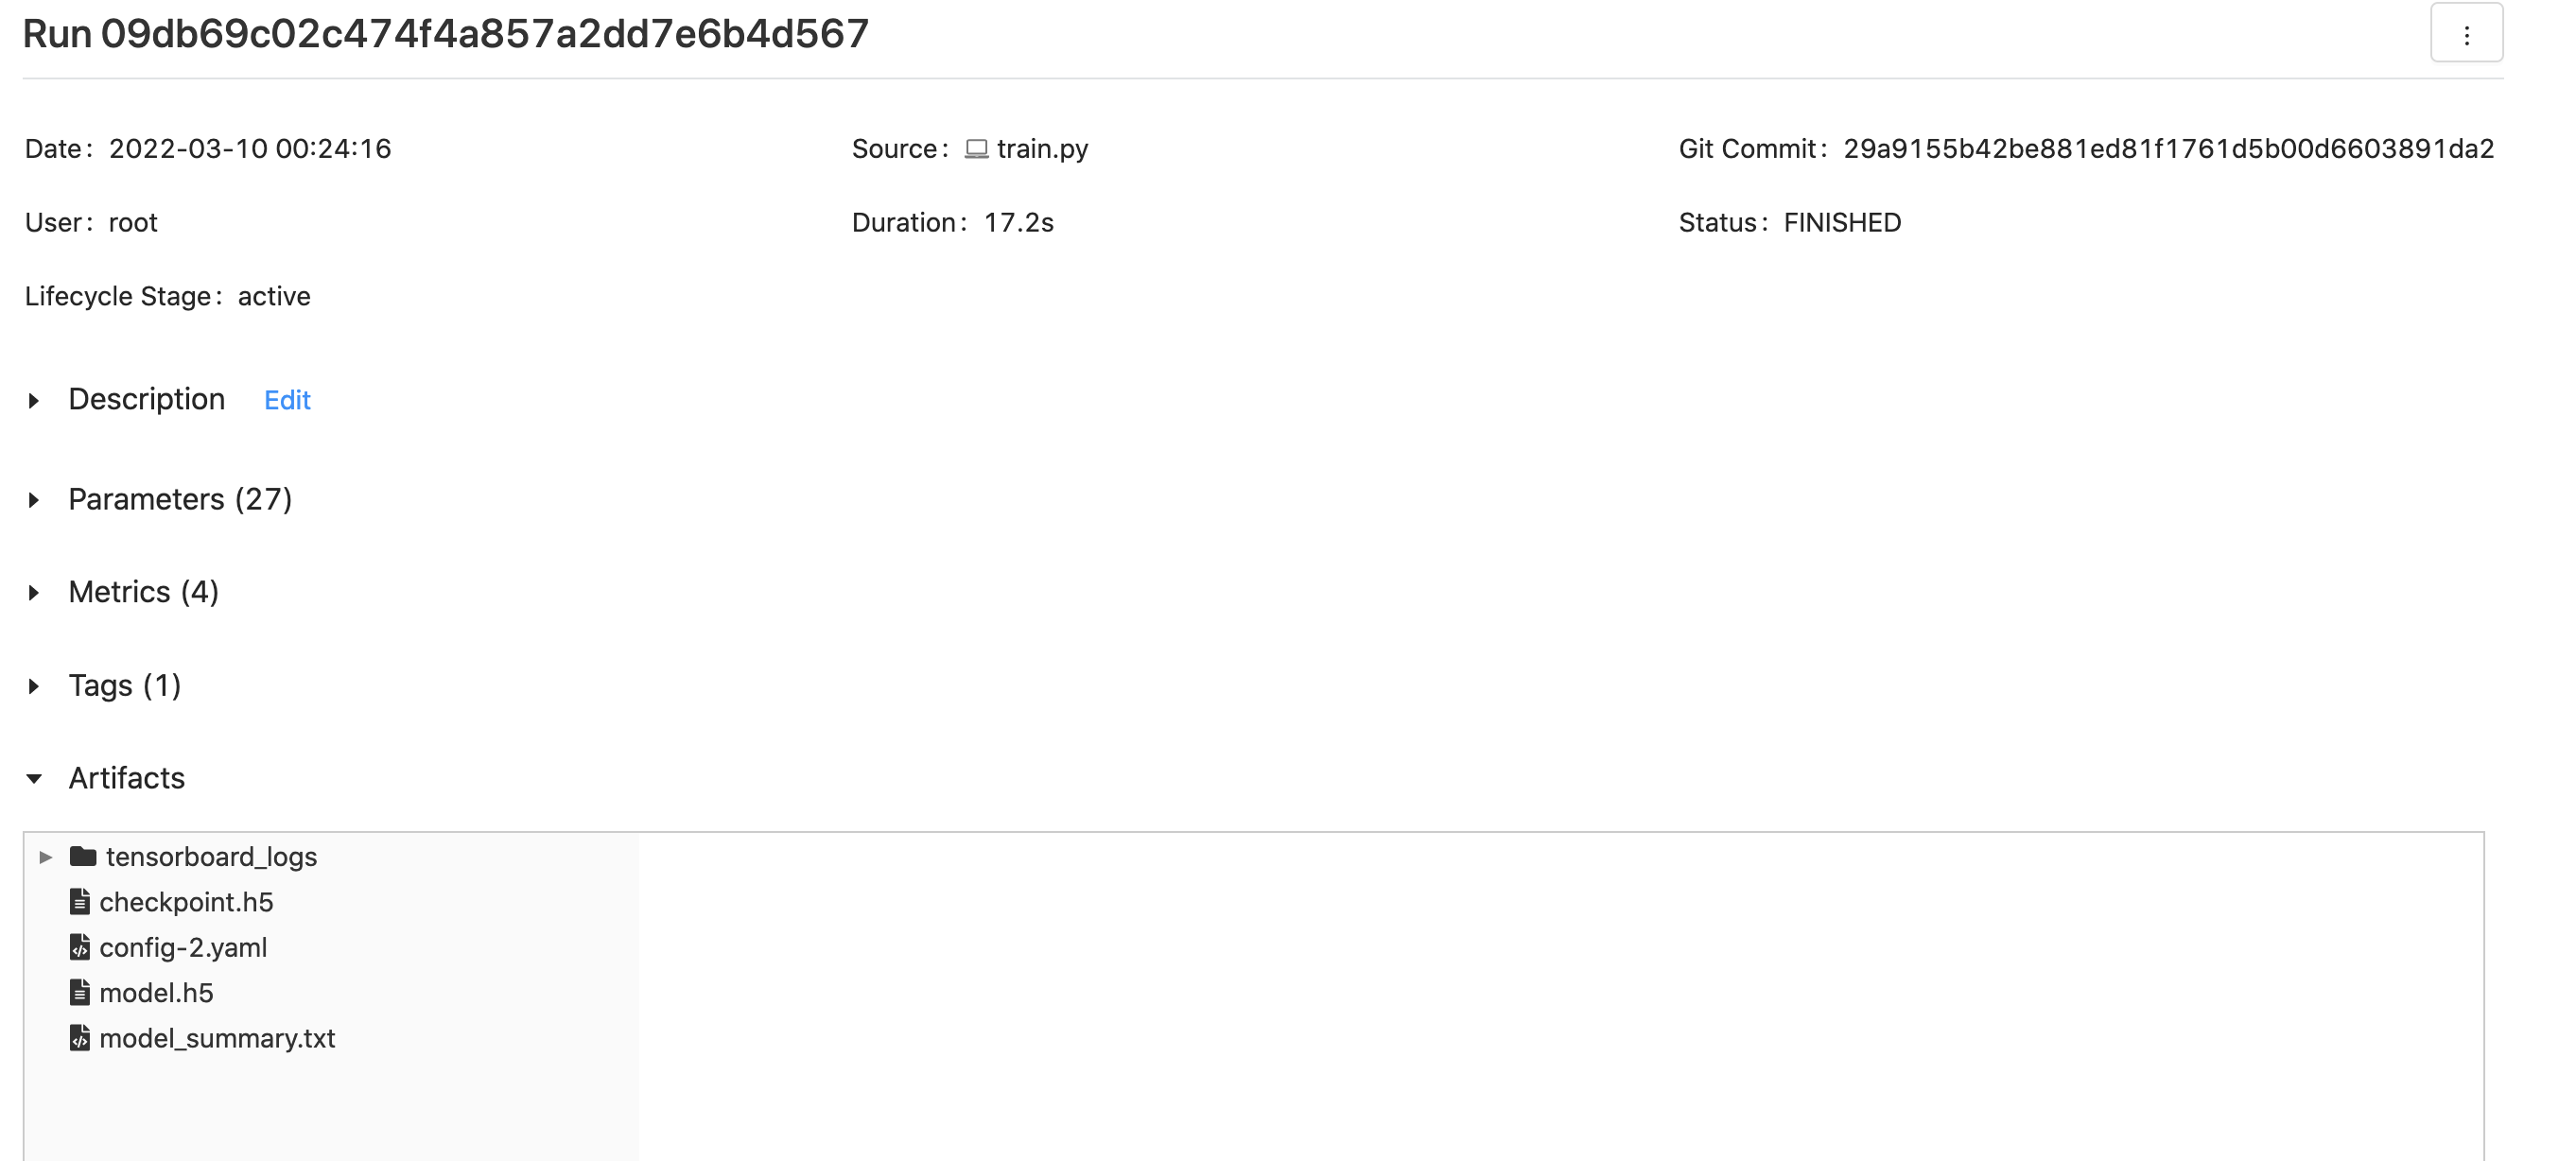 Run 09db69c02c474f4a857a2dd7e6b4d567
Date: 2022-03-10 00:24:16
Source: train.py
Git Commit: 29a9155b42be881ed81f1761d5b00d6603891da2
User: root
Duration: 17.2s
Status: FINISHED
Lifecycle Stage: active
Description Edit
Parameters (27)
Metrics (4)
Tags (1)
Artifacts
tensorboard_logs
checkpoint.h5
config-2.yaml
model.h5
model_summary.txt